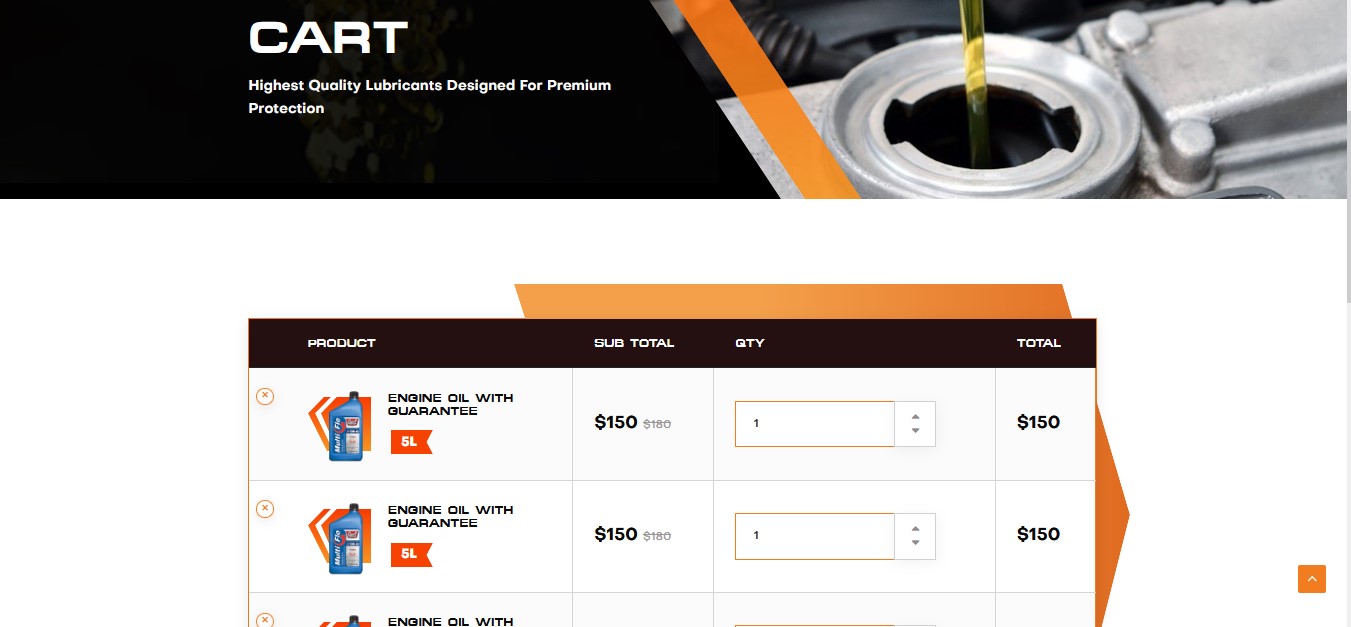 CART
Highest Quality Lubricants Designed For Premium
Protection
PRODUCT SUB TOTAL QTY TOTAL
ENGINE OIL WITH
GUARANTEE
5L
$150 $180
1
$150
ENGINE OIL WITH
GUARANTEE
5L
$150 $180
1
$150
ENGINE OIL WITH